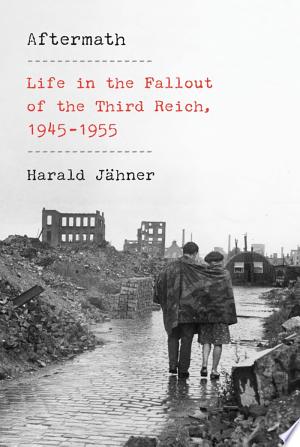 Aftermath
Life in the Fallout
of the Third Reich,
1945-1955
Harald Jähner